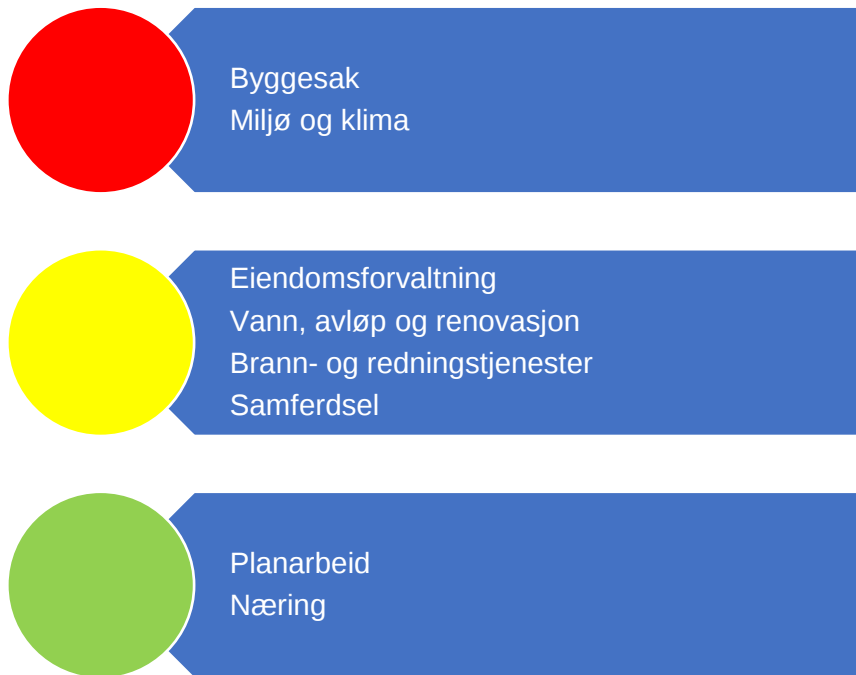 Byggesak
Miljø og klima
Eiendomsforvaltning
Vann, avløp og renovasjon
Brann- og redningstjenester
Samferdsel
Planarbeid
Næring